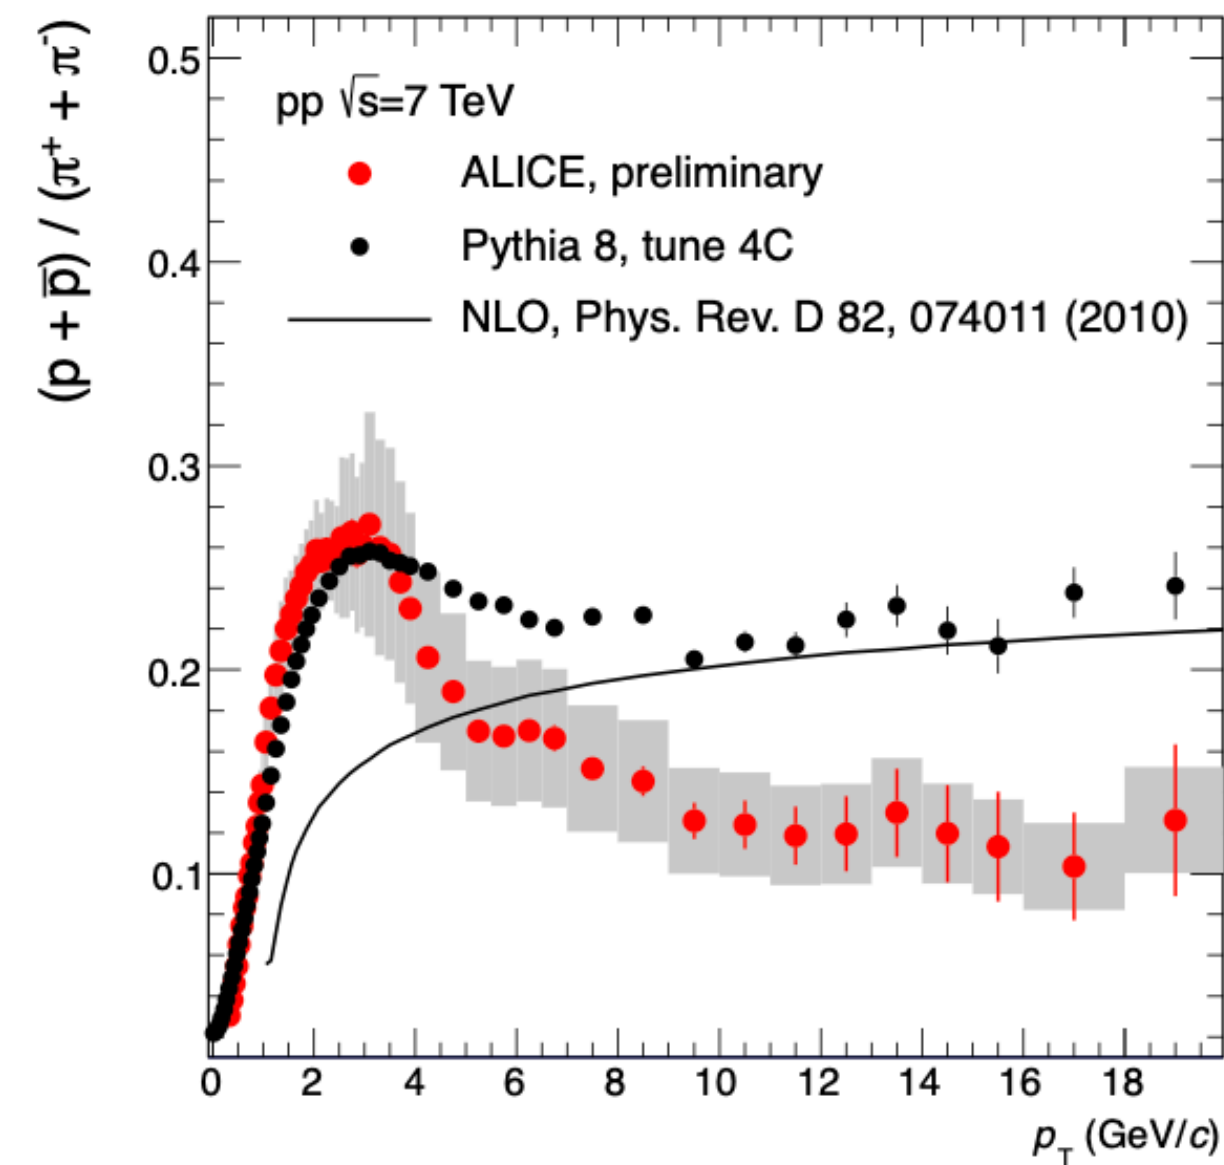 (p + p̅) / (π⁺ + π⁻)
0.5
0.4
0.3
0.2
0.1
pp √s=7 TeV
ALICE, preliminary
Pythia 8, tune 4C
NLO, Phys. Rev. D 82, 074011 (2010)
0 2 4 6 8 10 12 14 16 18
p_T (GeV/c)